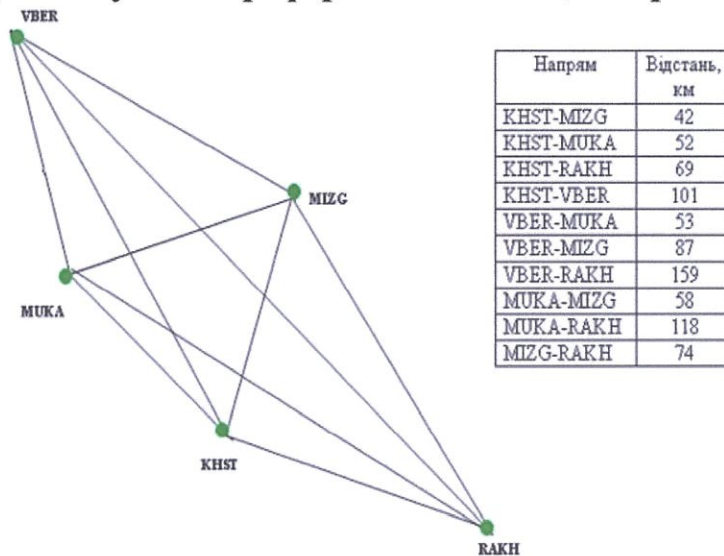 VBER
MIZG
MUKA
KHST
RAKH
Напрям Відстань, км
KHST-MIZG 42
KHST-MUKA 52
KHST-RAKH 69
KHST-VBER 101
VBER-MUKA 53
VBER-MIZG 87
VBER-RAKH 159
MUKA-MIZG 58
MUKA-RAKH 118
MIZG-RAKH 74